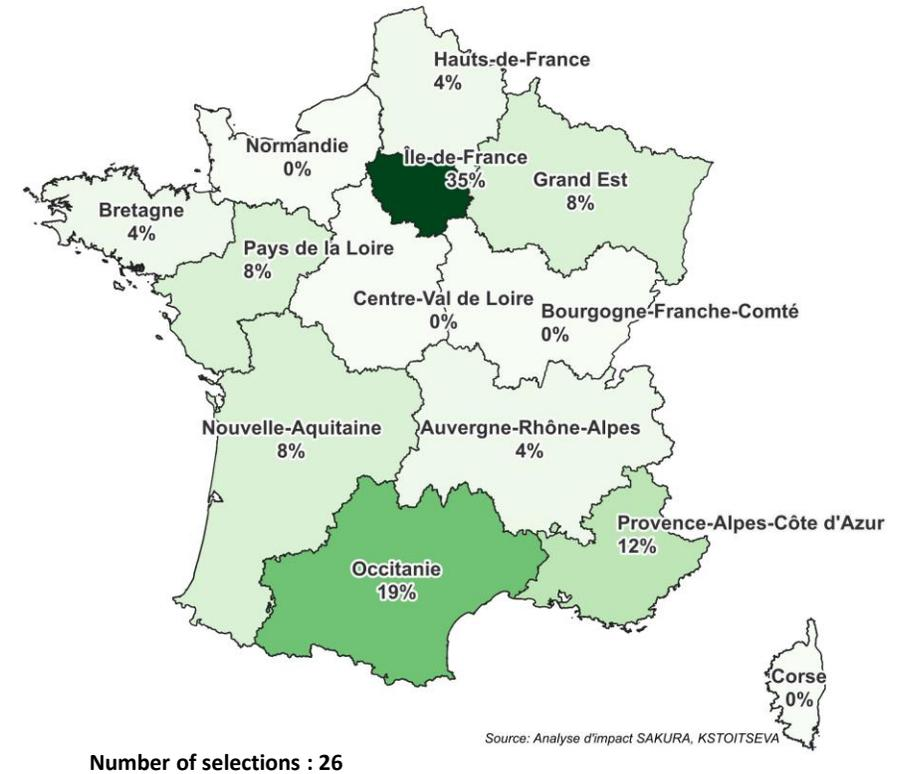 Hauts-de-France
4%
Normandie
0%
Île-de-France
35%
Grand Est
8%
Bretagne
4%
Pays de la Loire
8%
Centre-Val de Loire
0%
Bourgogne-Franche-Comté
0%
Nouvelle-Aquitaine
8%
Auvergne-Rhône-Alpes
4%
Provence-Alpes-Côte d'Azur
12%
Occitanie
19%
Corse
0%
Source: Analyse d'impact SAKURA, KSTOITSEVA
Number of selections : 26